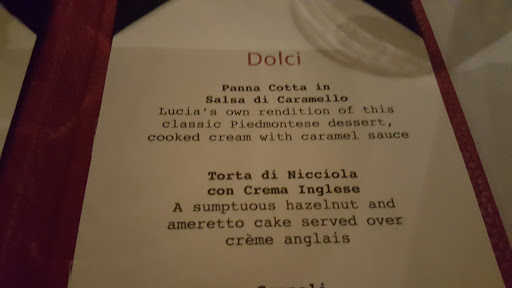 Dolci
Panna Cotta in
Salsa di Caramello
Lucia's own rendition of this
classic Piedmontese dessert,
cooked cream with caramel sauce
Torta di Nicciola
con Crema Inglese
A sumptuous hazelnut and
ameretto cake served over
crème anglais